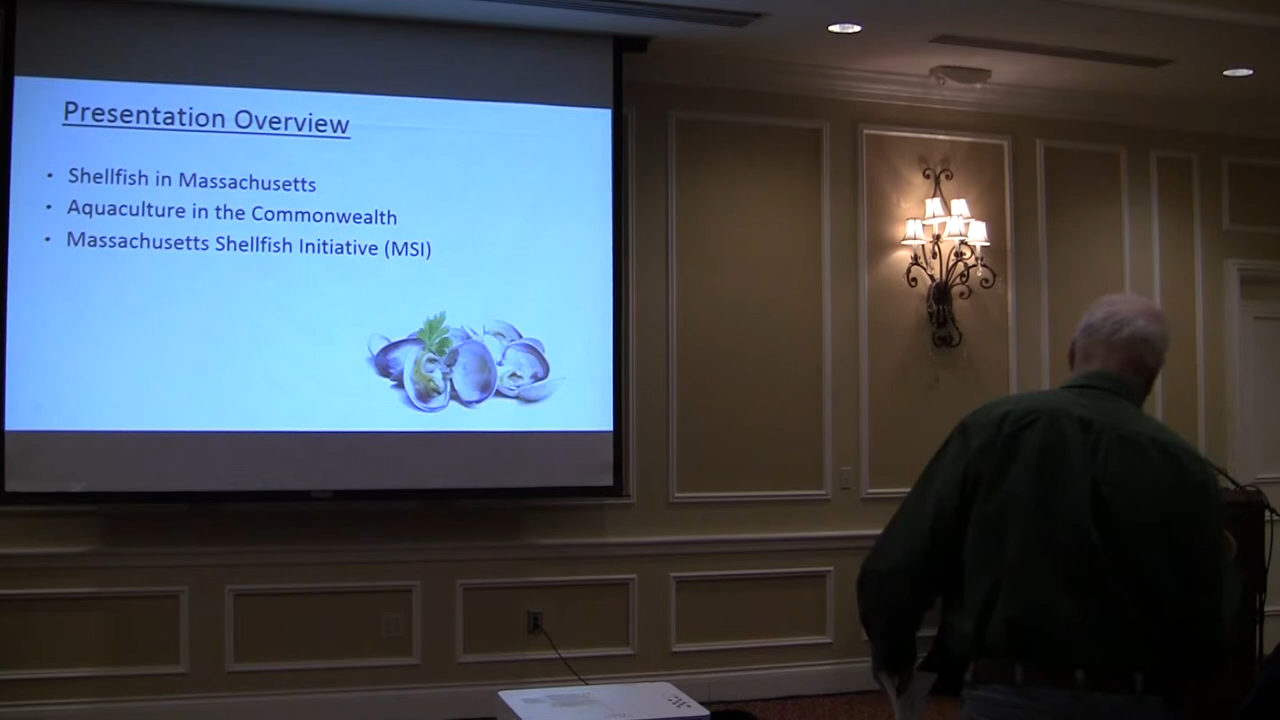 Presentation Overview
• Shellfish in Massachusetts
• Aquaculture in the Commonwealth
• Massachusetts Shellfish Initiative (MSI)